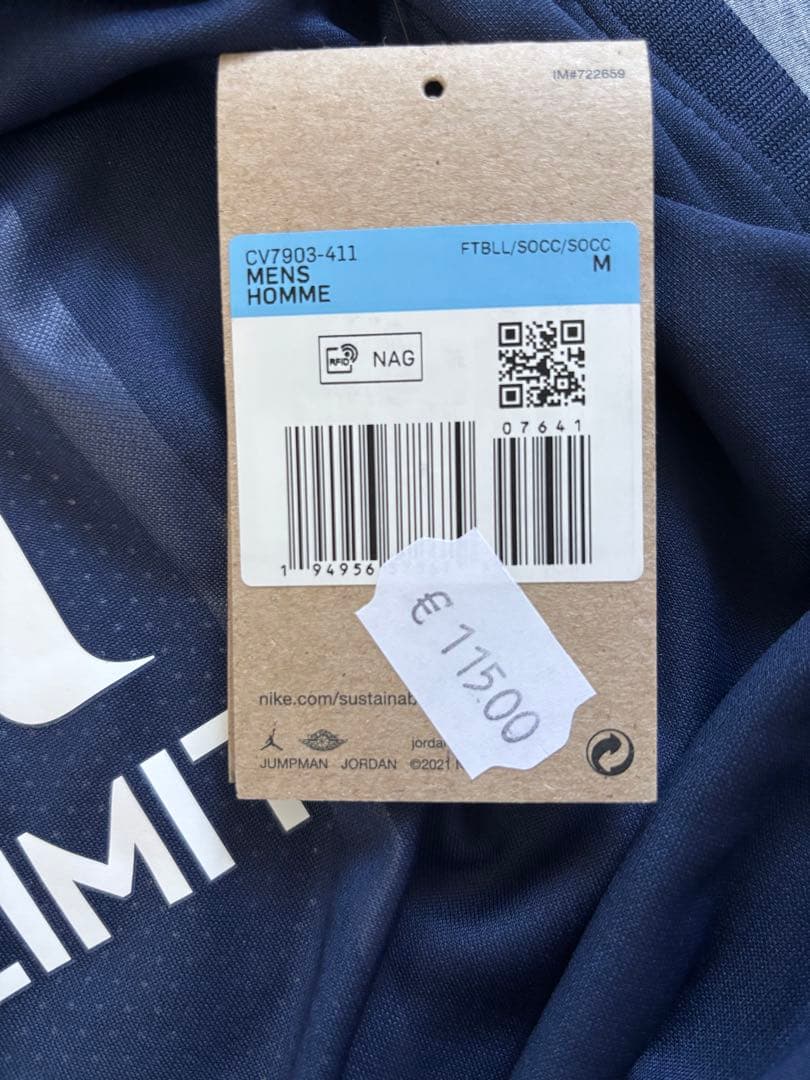 IM#722659
CV7903-411
FTBLL/SOCC/SOCC
MENS
M
HOMME
RFID NAG
07641
1 94956
€ 115.00
nike.com/sustainab
JUMPMAN JORDAN ©2021
LIMIT